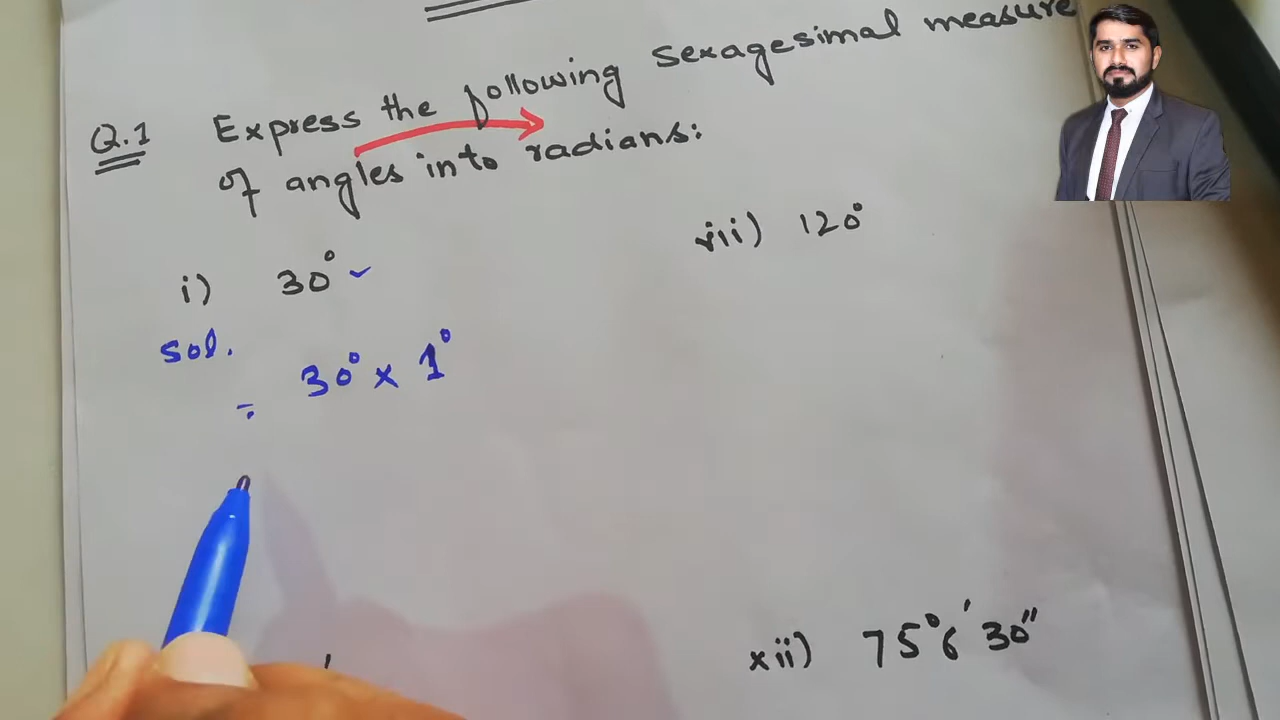 Q.1 Express the following sexagesimal measure
of angles into radians:
i) 30°
vii) 120°
sol.
= 30° × 1°
xii) 75° 6' 30"